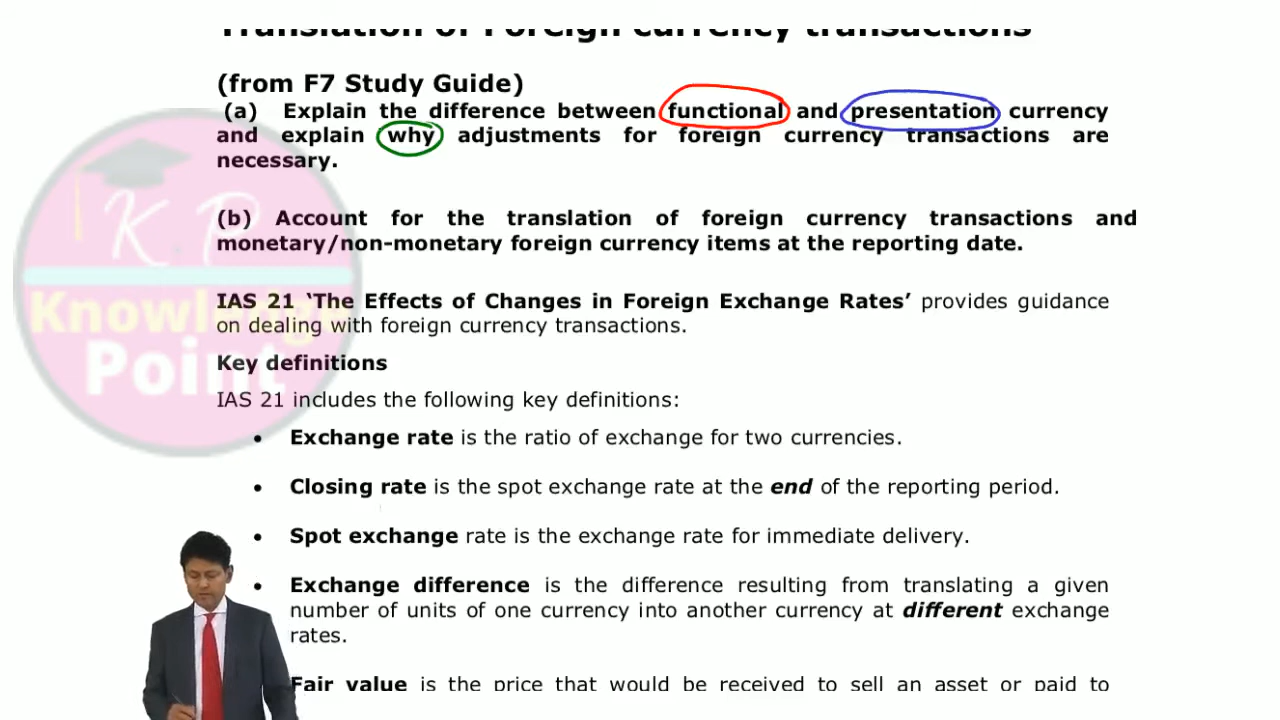 Translation of Foreign currency transactions
(from F7 Study Guide)
(a) Explain the difference between functional and presentation currency
and explain why adjustments for foreign currency transactions are
necessary.
(b) Account for the translation of foreign currency transactions and
monetary/non-monetary foreign currency items at the reporting date.
IAS 21 ‘The Effects of Changes in Foreign Exchange Rates’ provides guidance
on dealing with foreign currency transactions.
Key definitions
IAS 21 includes the following key definitions:
• Exchange rate is the ratio of exchange for two currencies.
• Closing rate is the spot exchange rate at the end of the reporting period.
• Spot exchange rate is the exchange rate for immediate delivery.
• Exchange difference is the difference resulting from translating a given
number of units of one currency into another currency at different exchange
rates.
Fair value is the price that would be received to sell an asset or paid to
K P
Knowledge
Point